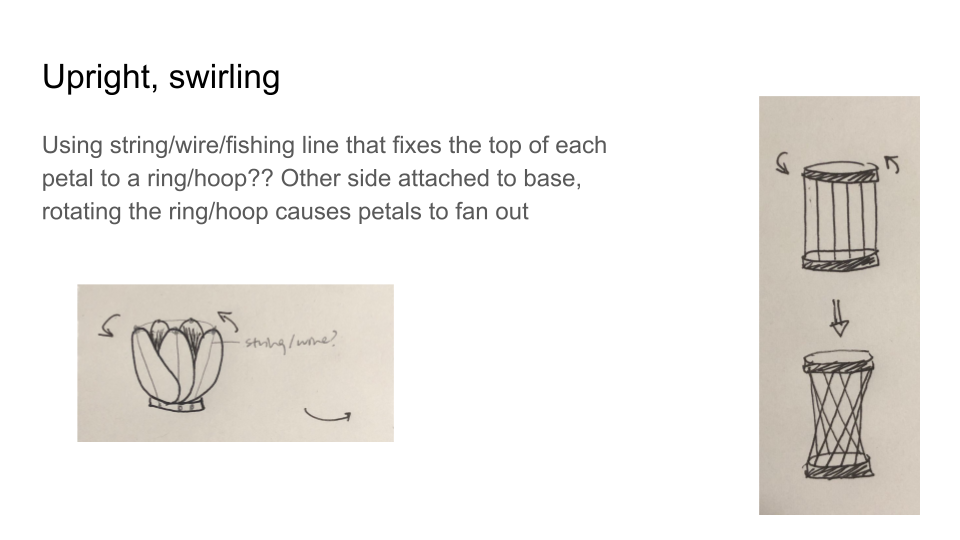 Upright, swirling
Using string/wire/fishing line that fixes the top of each
petal to a ring/hoop?? Other side attached to base,
rotating the ring/hoop causes petals to fan out
string/wire?